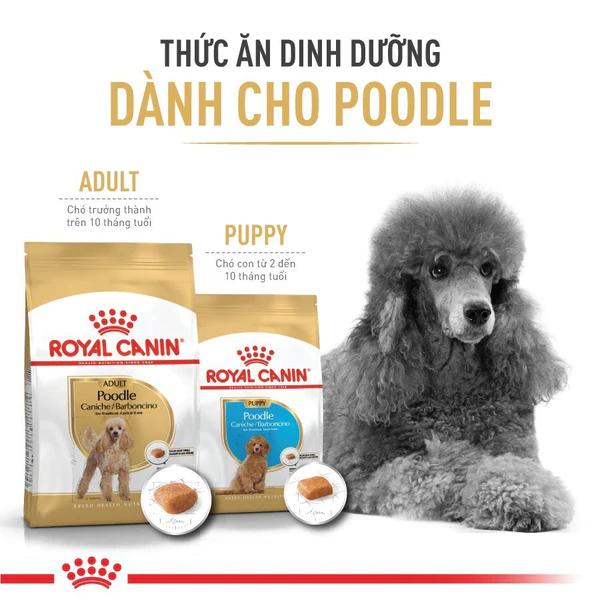 THỨC ĂN DINH DƯỠNG
DÀNH CHO POODLE
ADULT
Chó trưởng thành
trên 10 tháng tuổi
PUPPY
Chó con từ 2 đến
10 tháng tuổi
ROYAL CANIN
ADULT
Poodle
Caniche/Barboncino
ROYAL CANIN
PUPPY
Poodle
Caniche/Barboncino